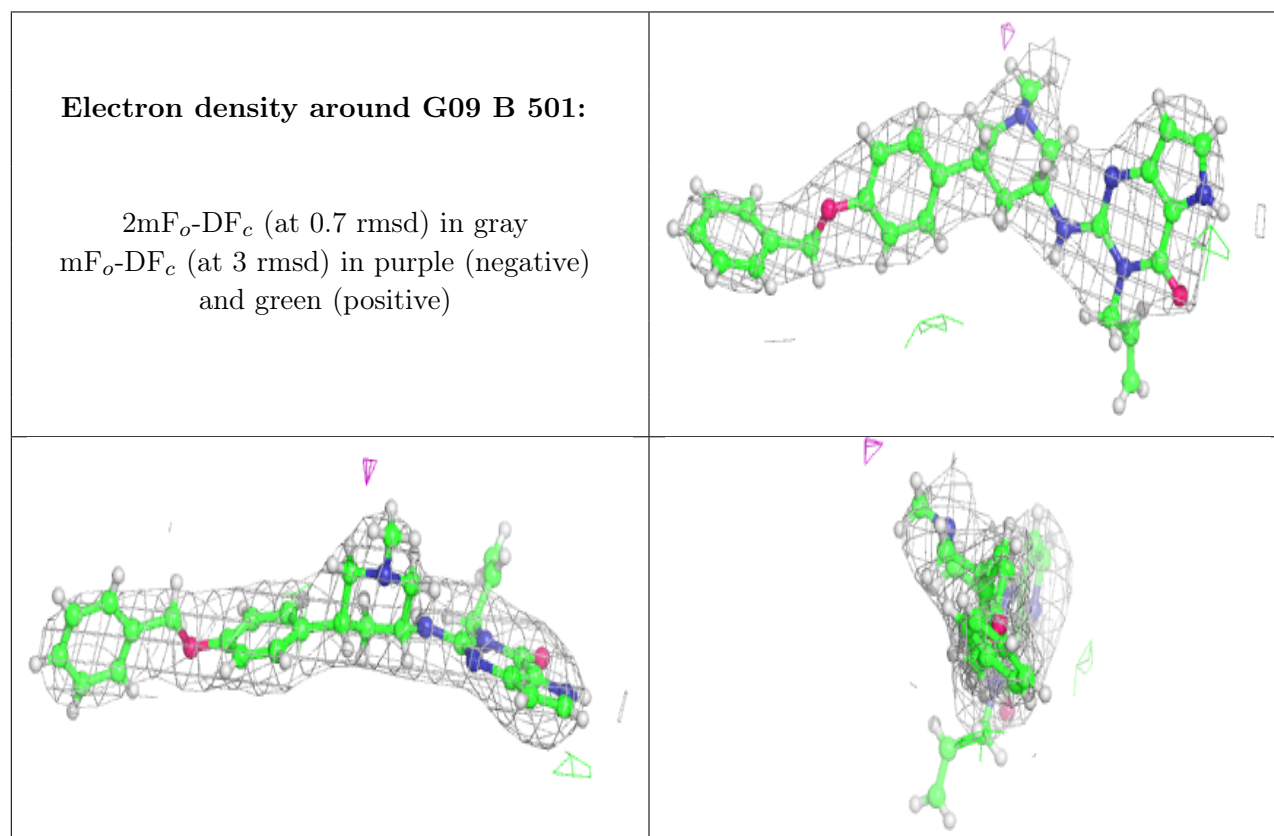 Electron density around G09 B 501:
2mFo-DFc (at 0.7 rmsd) in gray
mFo-DFc (at 3 rmsd) in purple (negative)
and green (positive)